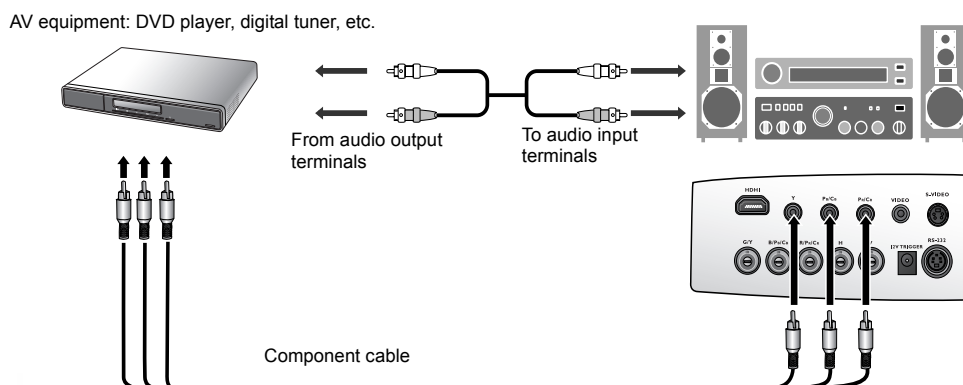 AV equipment: DVD player, digital tuner, etc.
From audio output
terminals
To audio input
terminals
HDMI
Y
PB/CB
PR/CR
VIDEO
S-VIDEO
G/Y
B/PB/CB
R/PR/CR
H
V
12V TRIGGER
RS-232
Component cable